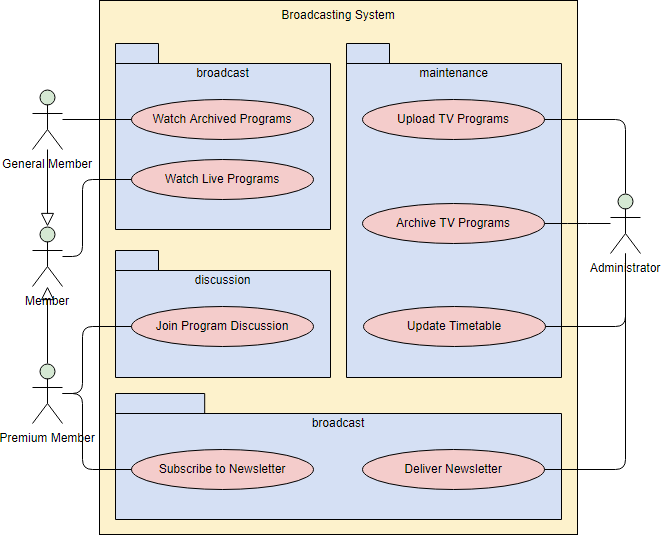 Broadcasting System
broadcast
maintenance
Watch Archived Programs
Upload TV Programs
General Member
Watch Live Programs
Archive TV Programs
Administrator
Member
discussion
Join Program Discussion
Update Timetable
broadcast
Premium Member
Subscribe to Newsletter
Deliver Newsletter